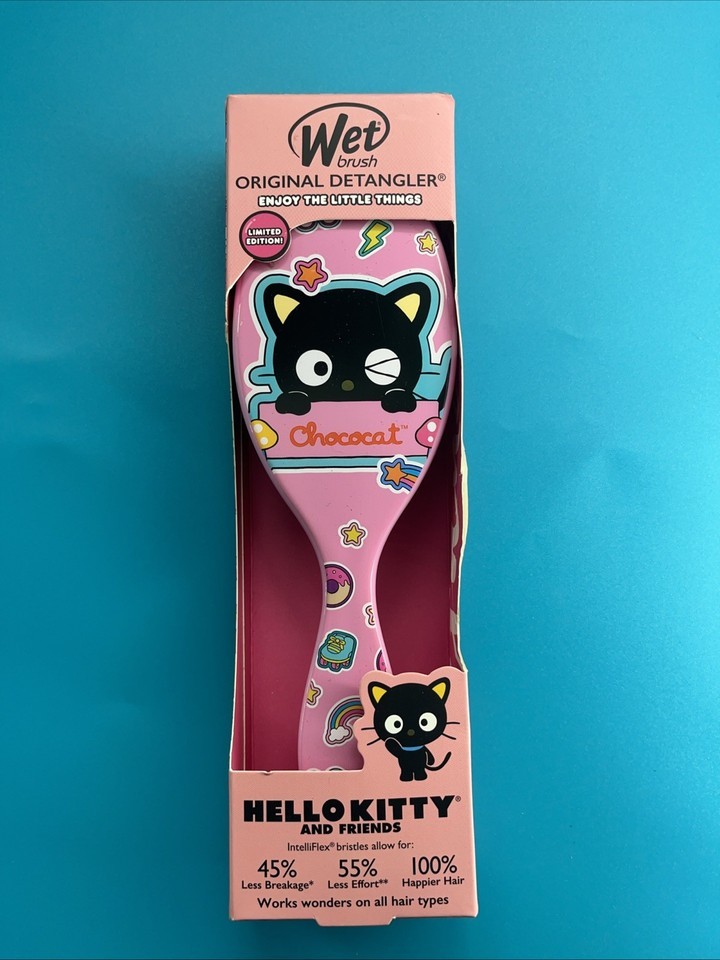 Wet®
brush
ORIGINAL DETANGLER®
ENJOY THE LITTLE THINGS
LIMITED
EDITION!
Chococat™
HELLO KITTY®
AND FRIENDS
IntelliFlex® bristles allow for:
45% 55% 100%
Less Breakage* Less Effort** Happier Hair
Works wonders on all hair types